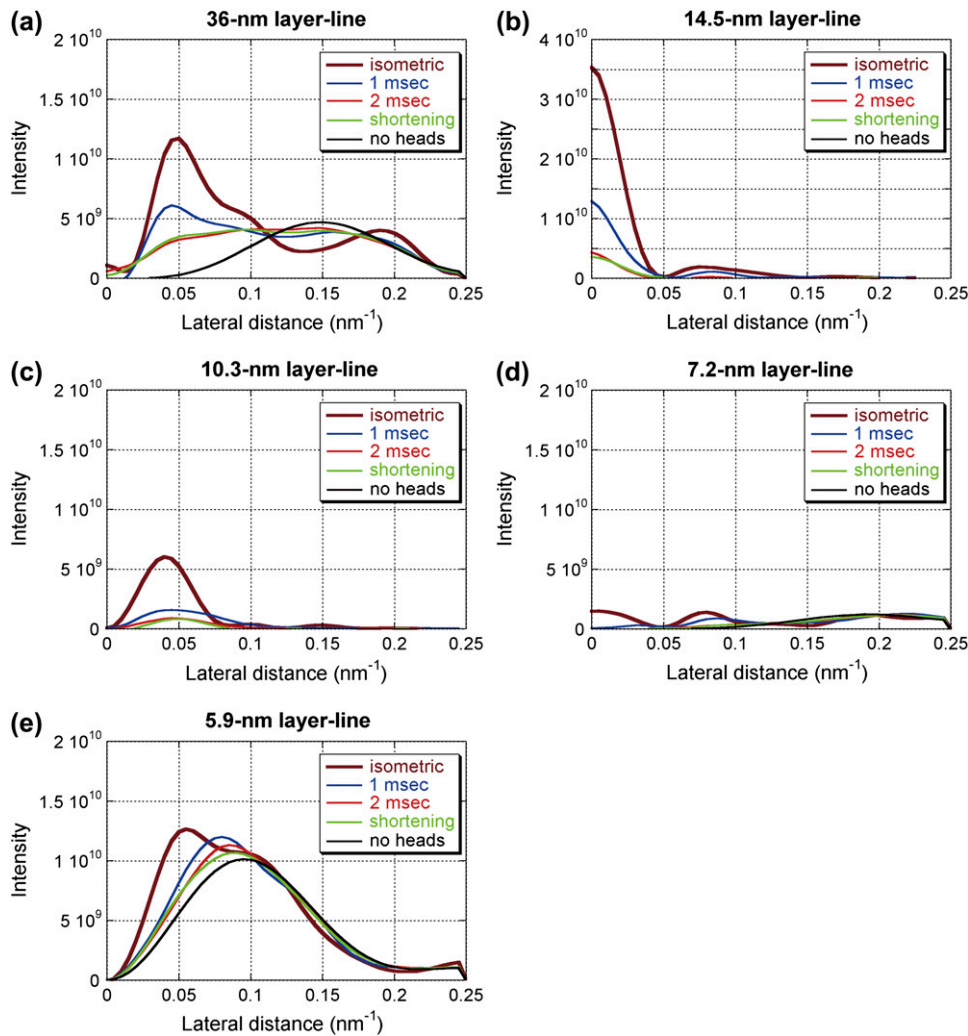 (a)
36-nm layer-line
2 10^10
1.5 10^10
1 10^10
5 10^9
0
Intensity
isometric
1 msec
2 msec
shortening
no heads
0 0.05 0.1 0.15 0.2 0.25
Lateral distance (nm^-1)
(b)
14.5-nm layer-line
4 10^10
3 10^10
2 10^10
1 10^10
0
Intensity
isometric
1 msec
2 msec
shortening
no heads
0 0.05 0.1 0.15 0.2 0.25
Lateral distance (nm^-1)
(c)
10.3-nm layer-line
2 10^10
1.5 10^10
1 10^10
5 10^9
0
Intensity
isometric
1 msec
2 msec
shortening
no heads
0 0.05 0.1 0.15 0.2 0.25
Lateral distance (nm^-1)
(d)
7.2-nm layer-line
2 10^10
1.5 10^10
1 10^10
5 10^9
0
Intensity
isometric
1 msec
2 msec
shortening
no heads
0 0.05 0.1 0.15 0.2 0.25
Lateral distance (nm^-1)
(e)
5.9-nm layer-line
2 10^10
1.5 10^10
1 10^10
5 10^9
0
Intensity
isometric
1 msec
2 msec
shortening
no heads
0 0.05 0.1 0.15 0.2 0.25
Lateral distance (nm^-1)